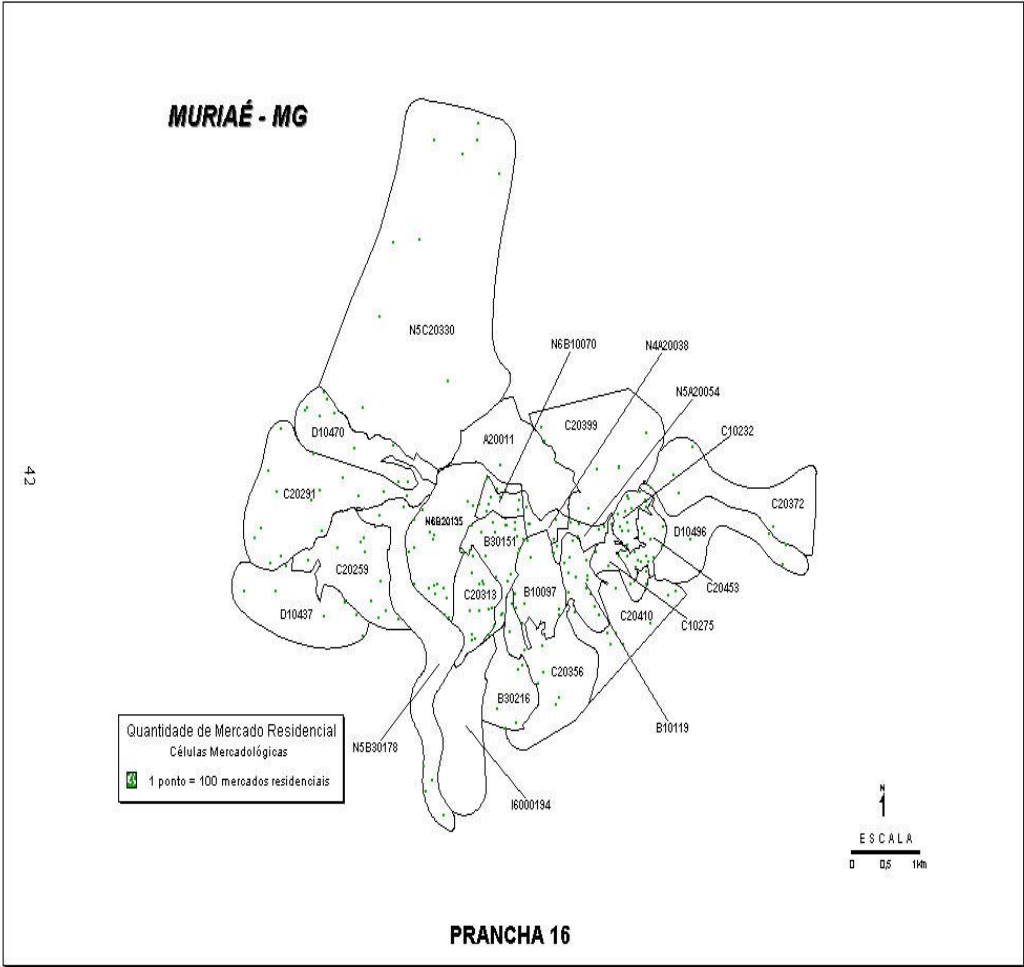 MURIAÉ - MG
N5C20330
N6B10070
N4A20038
N5A20054
C10232
D10470
A20011
C20399
C20291
N6B20135
B30151
D10496
C20372
C20259
C20313
B10097
C20453
D10437
C20410
C10275
C20356
B30216
B10119
N5B30178
I6000194
42
Quantidade de Mercado Residencial
Células Mercadológicas
1 ponto = 100 mercados residenciais
N
ESCALA
0 0,5 1Km
PRANCHA 16